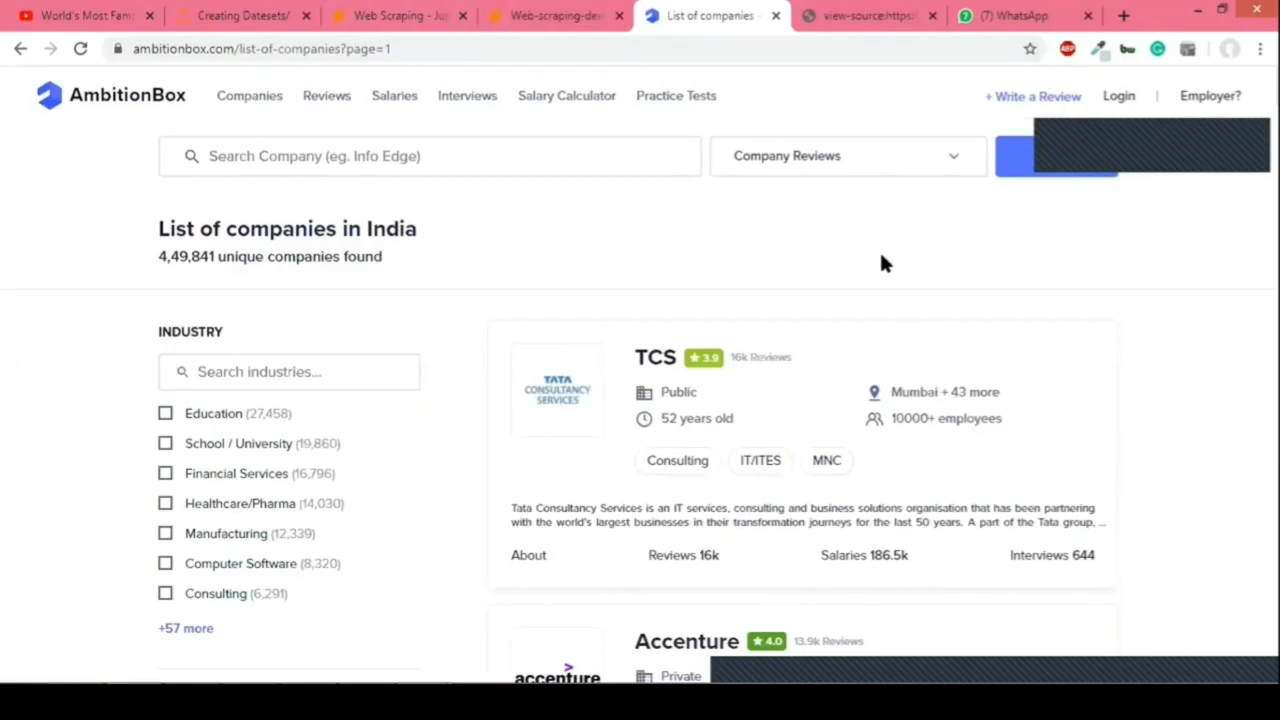 World's Most Fam
Creating Datesets/
Web Scraping - Ju
Web-scraping-de
List of companies -
view-source:https:
(7) WhatsApp
ambitionbox.com/list-of-companies?page=1
ABP
AmbitionBox
Companies
Reviews
Salaries
Interviews
Salary Calculator
Practice Tests
+ Write a Review
Login
Employer?
Search Company (eg. Info Edge)
Company Reviews
List of companies in India
4,49,841 unique companies found
INDUSTRY
Search industries...
Education (27,458)
School / University (19,860)
Financial Services (16,796)
Healthcare/Pharma (14,030)
Manufacturing (12,339)
Computer Software (8,320)
Consulting (6,291)
+57 more
TATA
CONSULTANCY
SERVICES
TCS ★ 3.9 16k Reviews
Public
Mumbai + 43 more
52 years old
10000+ employees
Consulting
IT/ITES
MNC
Tata Consultancy Services is an IT services, consulting and business solutions organisation that has been partnering
with the world's largest businesses in their transformation journeys for the last 50 years. A part of the Tata group, ...
About
Reviews 16k
Salaries 186.5k
Interviews 644
accenture
Accenture ★ 4.0 13.9k Reviews
Private